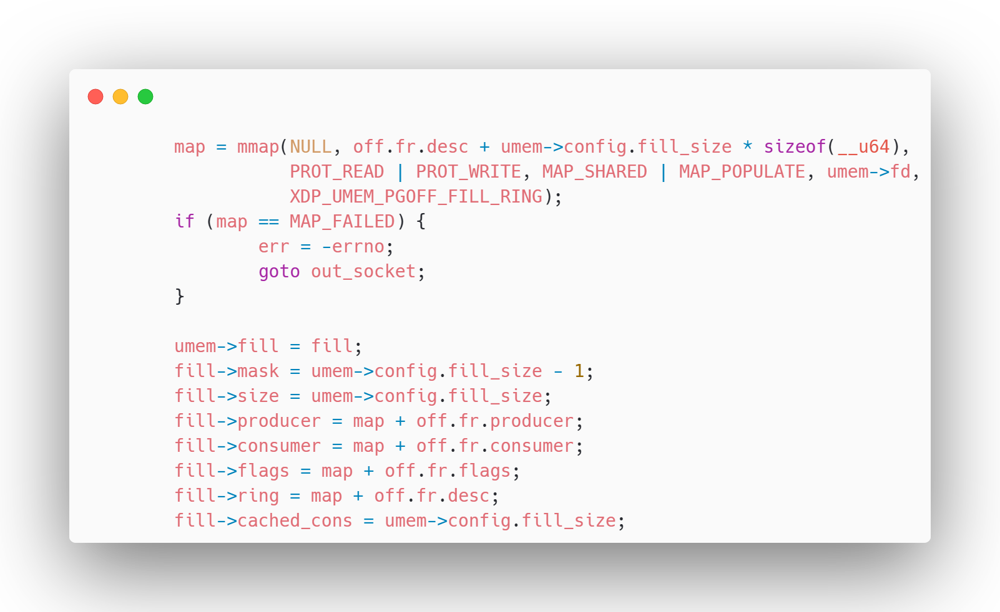 map = mmap(NULL, off.fr.desc + umem->config.fill_size * sizeof(__u64),
PROT_READ | PROT_WRITE, MAP_SHARED | MAP_POPULATE, umem->fd,
XDP_UMEM_PGOFF_FILL_RING);
if (map == MAP_FAILED) {
err = -errno;
goto out_socket;
}
umem->fill = fill;
fill->mask = umem->config.fill_size - 1;
fill->size = umem->config.fill_size;
fill->producer = map + off.fr.producer;
fill->consumer = map + off.fr.consumer;
fill->flags = map + off.fr.flags;
fill->ring = map + off.fr.desc;
fill->cached_cons = umem->config.fill_size;